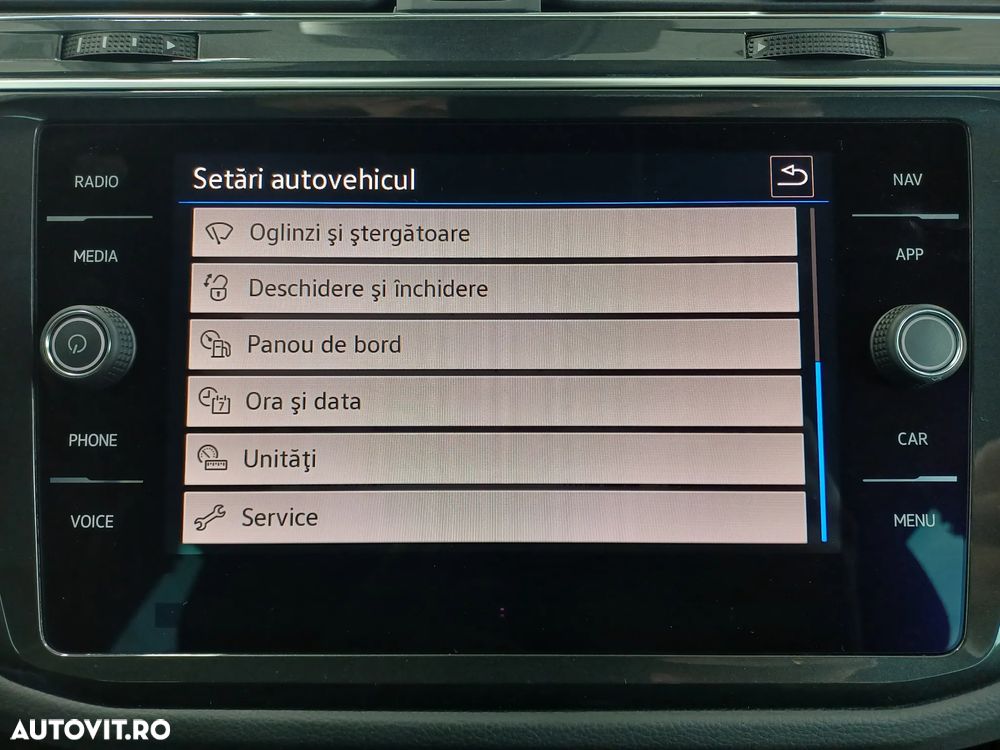 RADIO
MEDIA
PHONE
VOICE
Setări autovehicul
Oglinzi şi ştergătoare
Deschidere şi închidere
Panou de bord
7
Ora şi data
Unităţi
Service
NAV
APP
CAR
MENU
AUTOVIT.RO